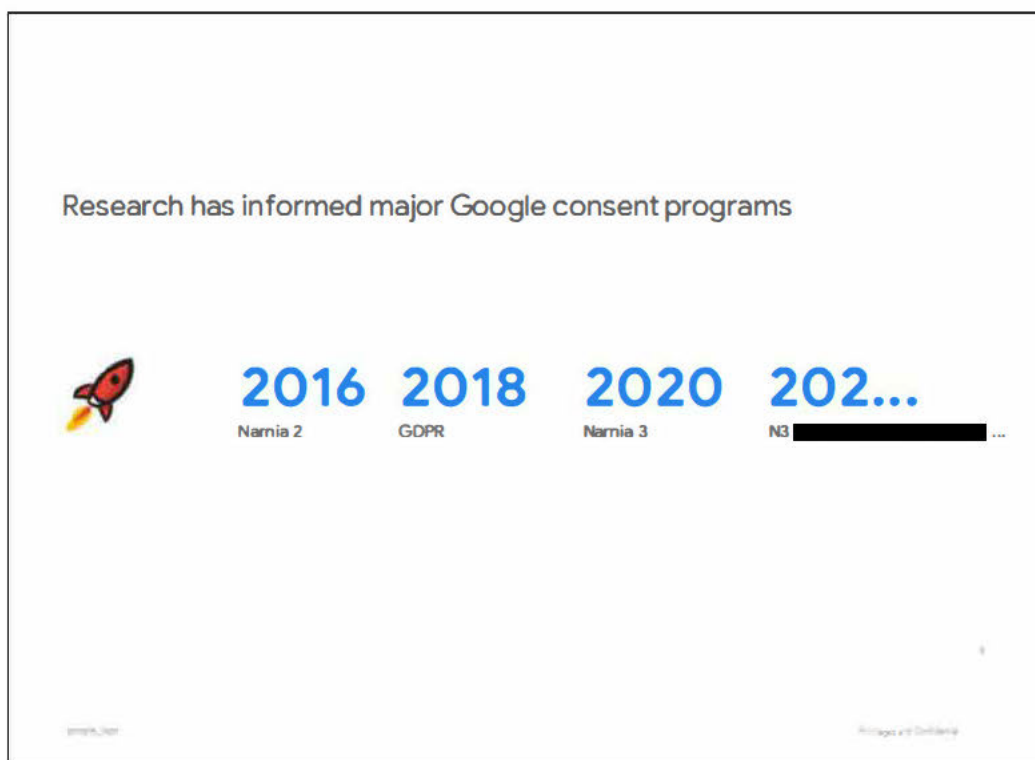 Research has informed major Google consent programs
2016 2018 2020 202...
Narnia 2 GDPR Narnia 3 N3 ...